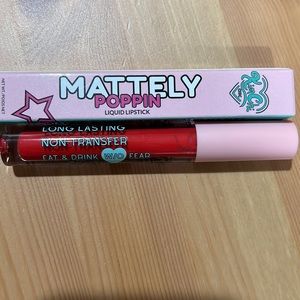 MATTELY
POPPIN
LIQUID LIPSTICK
LONG LASTING
NON TRANSFER
EAT & DRINK W/O FEAR